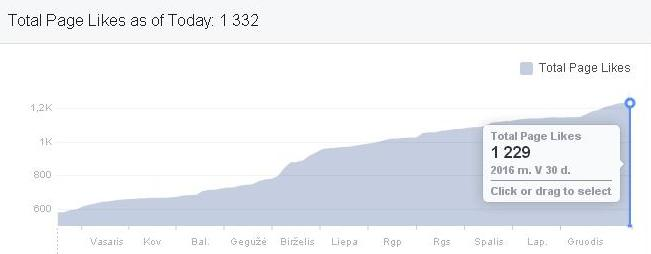 Total Page Likes as of Today: 1 332
Total Page Likes
1,2K
1K
800
600
Total Page Likes
1 229
2016 m. V 30 d.
Click or drag to select
Vasaris Kov Bal. Gegužė Birželis Liepa Rgp Rgs Spalis Lap. Gruodis